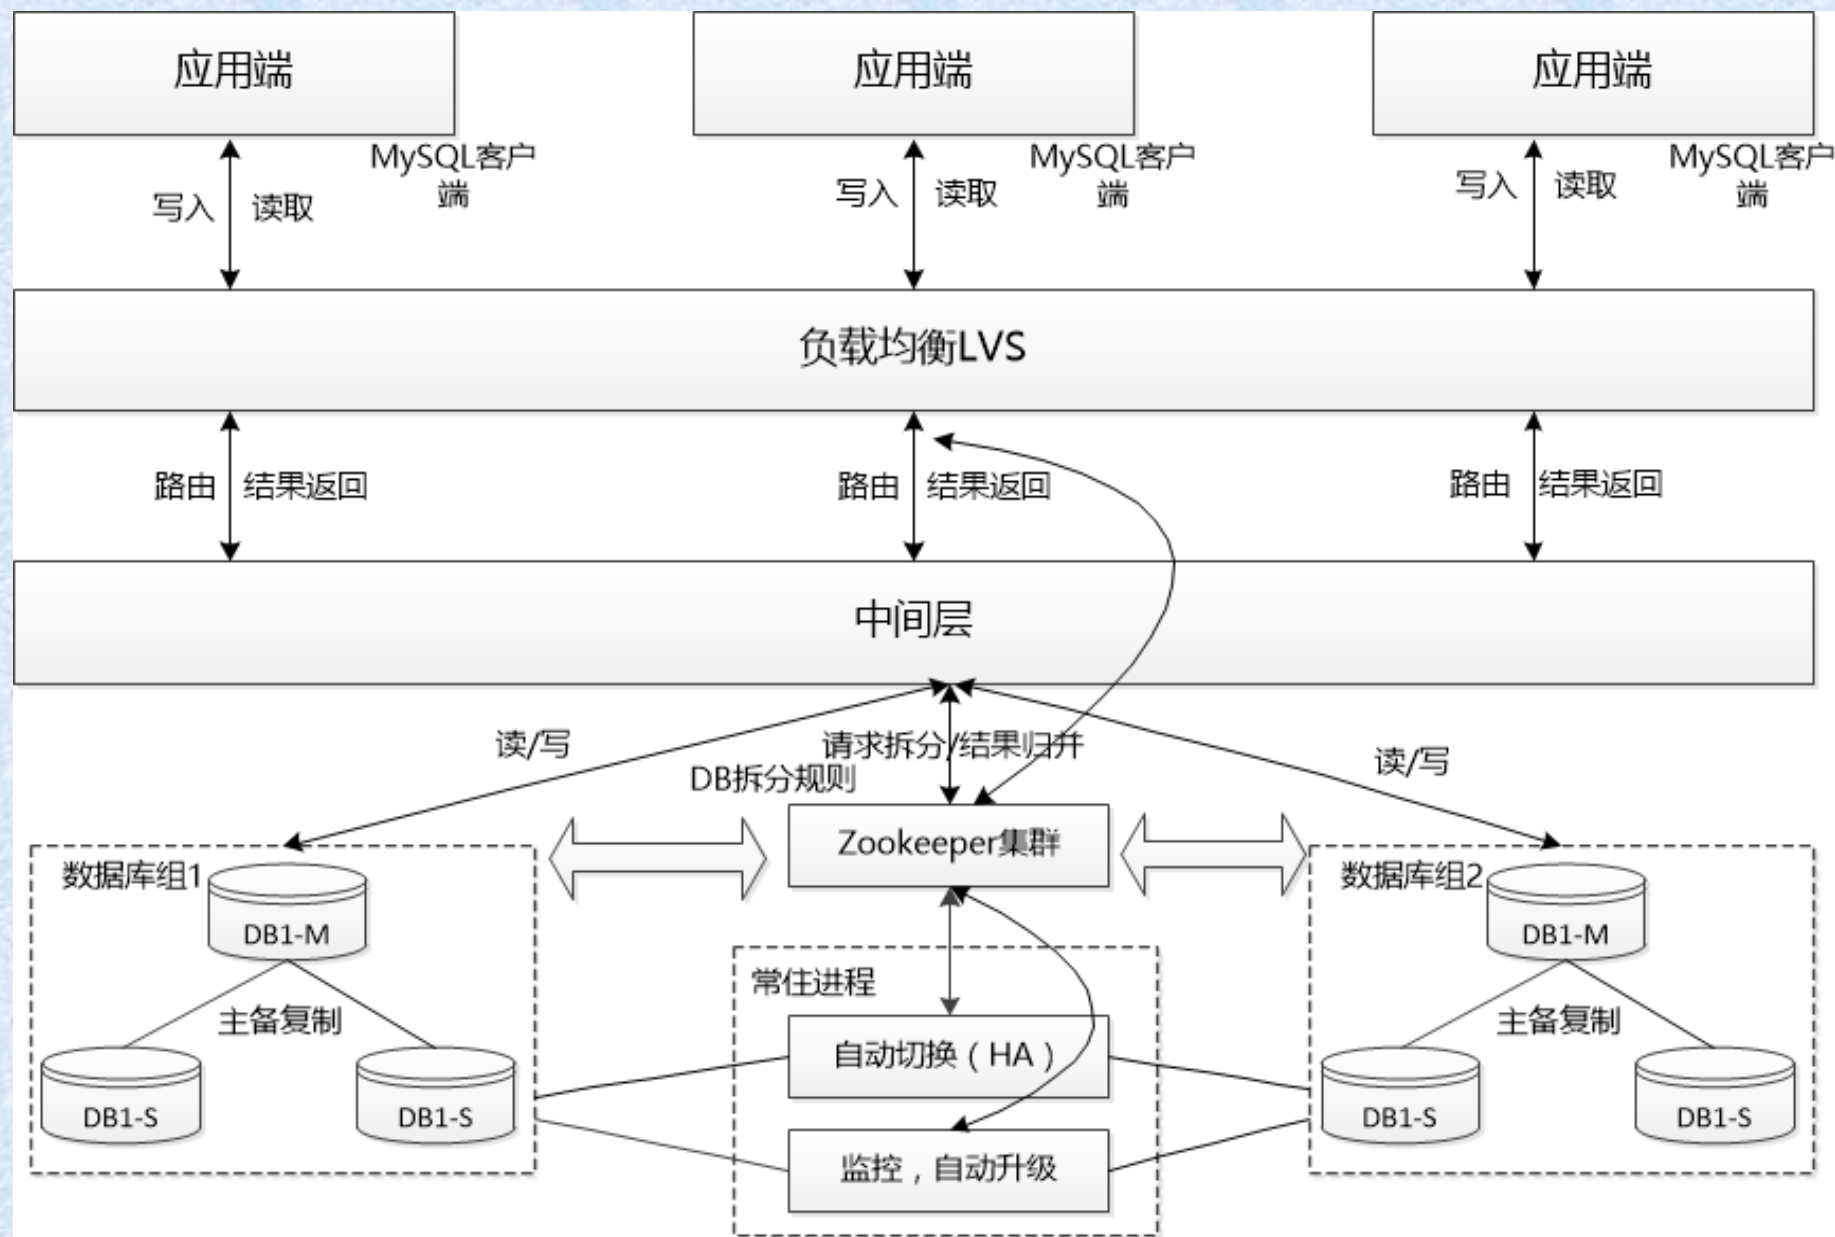 应用端
应用端
应用端
MySQL客户
端
MySQL客户
端
MySQL客户
端
写入
读取
写入
读取
写入
读取
负载均衡LVS
路由
结果返回
路由
结果返回
路由
结果返回
中间层
读/写
请求拆分/结果归并
读/写
DB拆分规则
Zookeeper集群
数据库组1
数据库组2
DB1-M
DB1-M
常住进程
主备复制
主备复制
自动切换（HA）
DB1-S
DB1-S
DB1-S
DB1-S
监控，自动升级